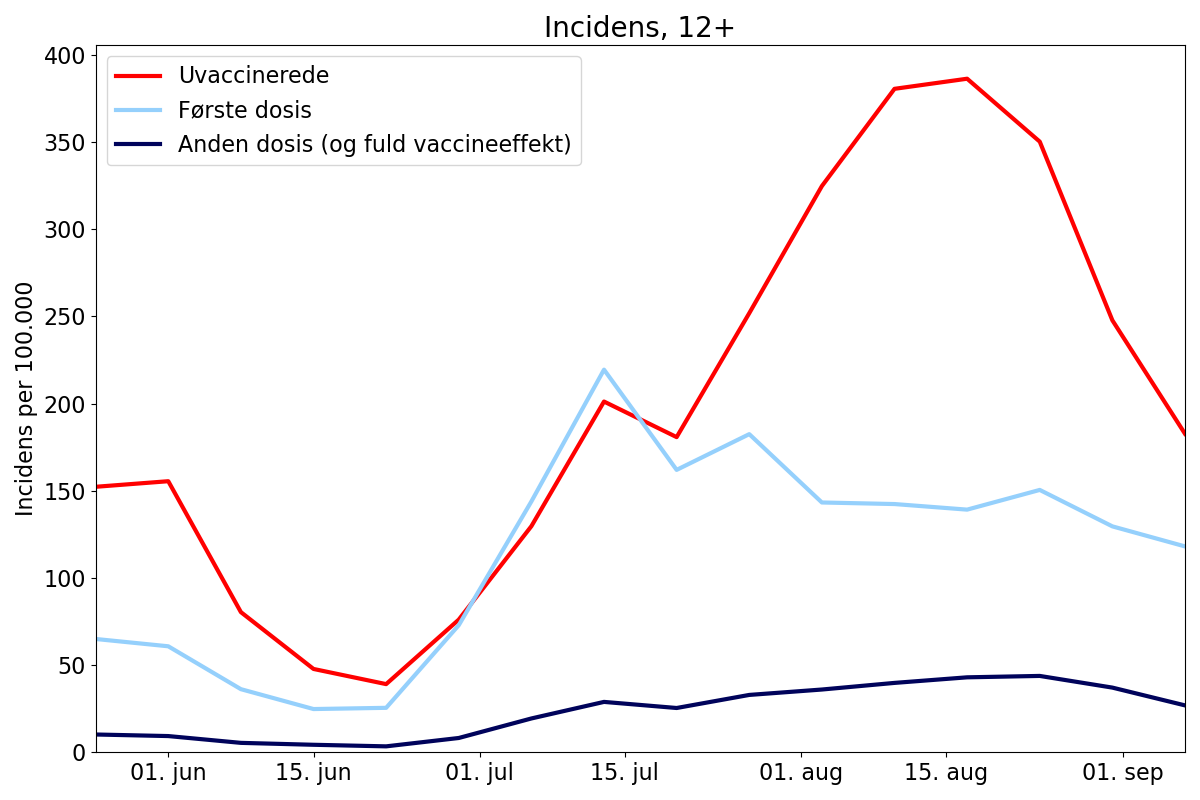 Incidens, 12+
Uvaccinerede
Første dosis
Anden dosis (og fuld vaccineeffekt)
Incidens per 100.000
400
350
300
250
200
150
100
50
0
01. jun
15. jun
01. jul
15. jul
01. aug
15. aug
01. sep